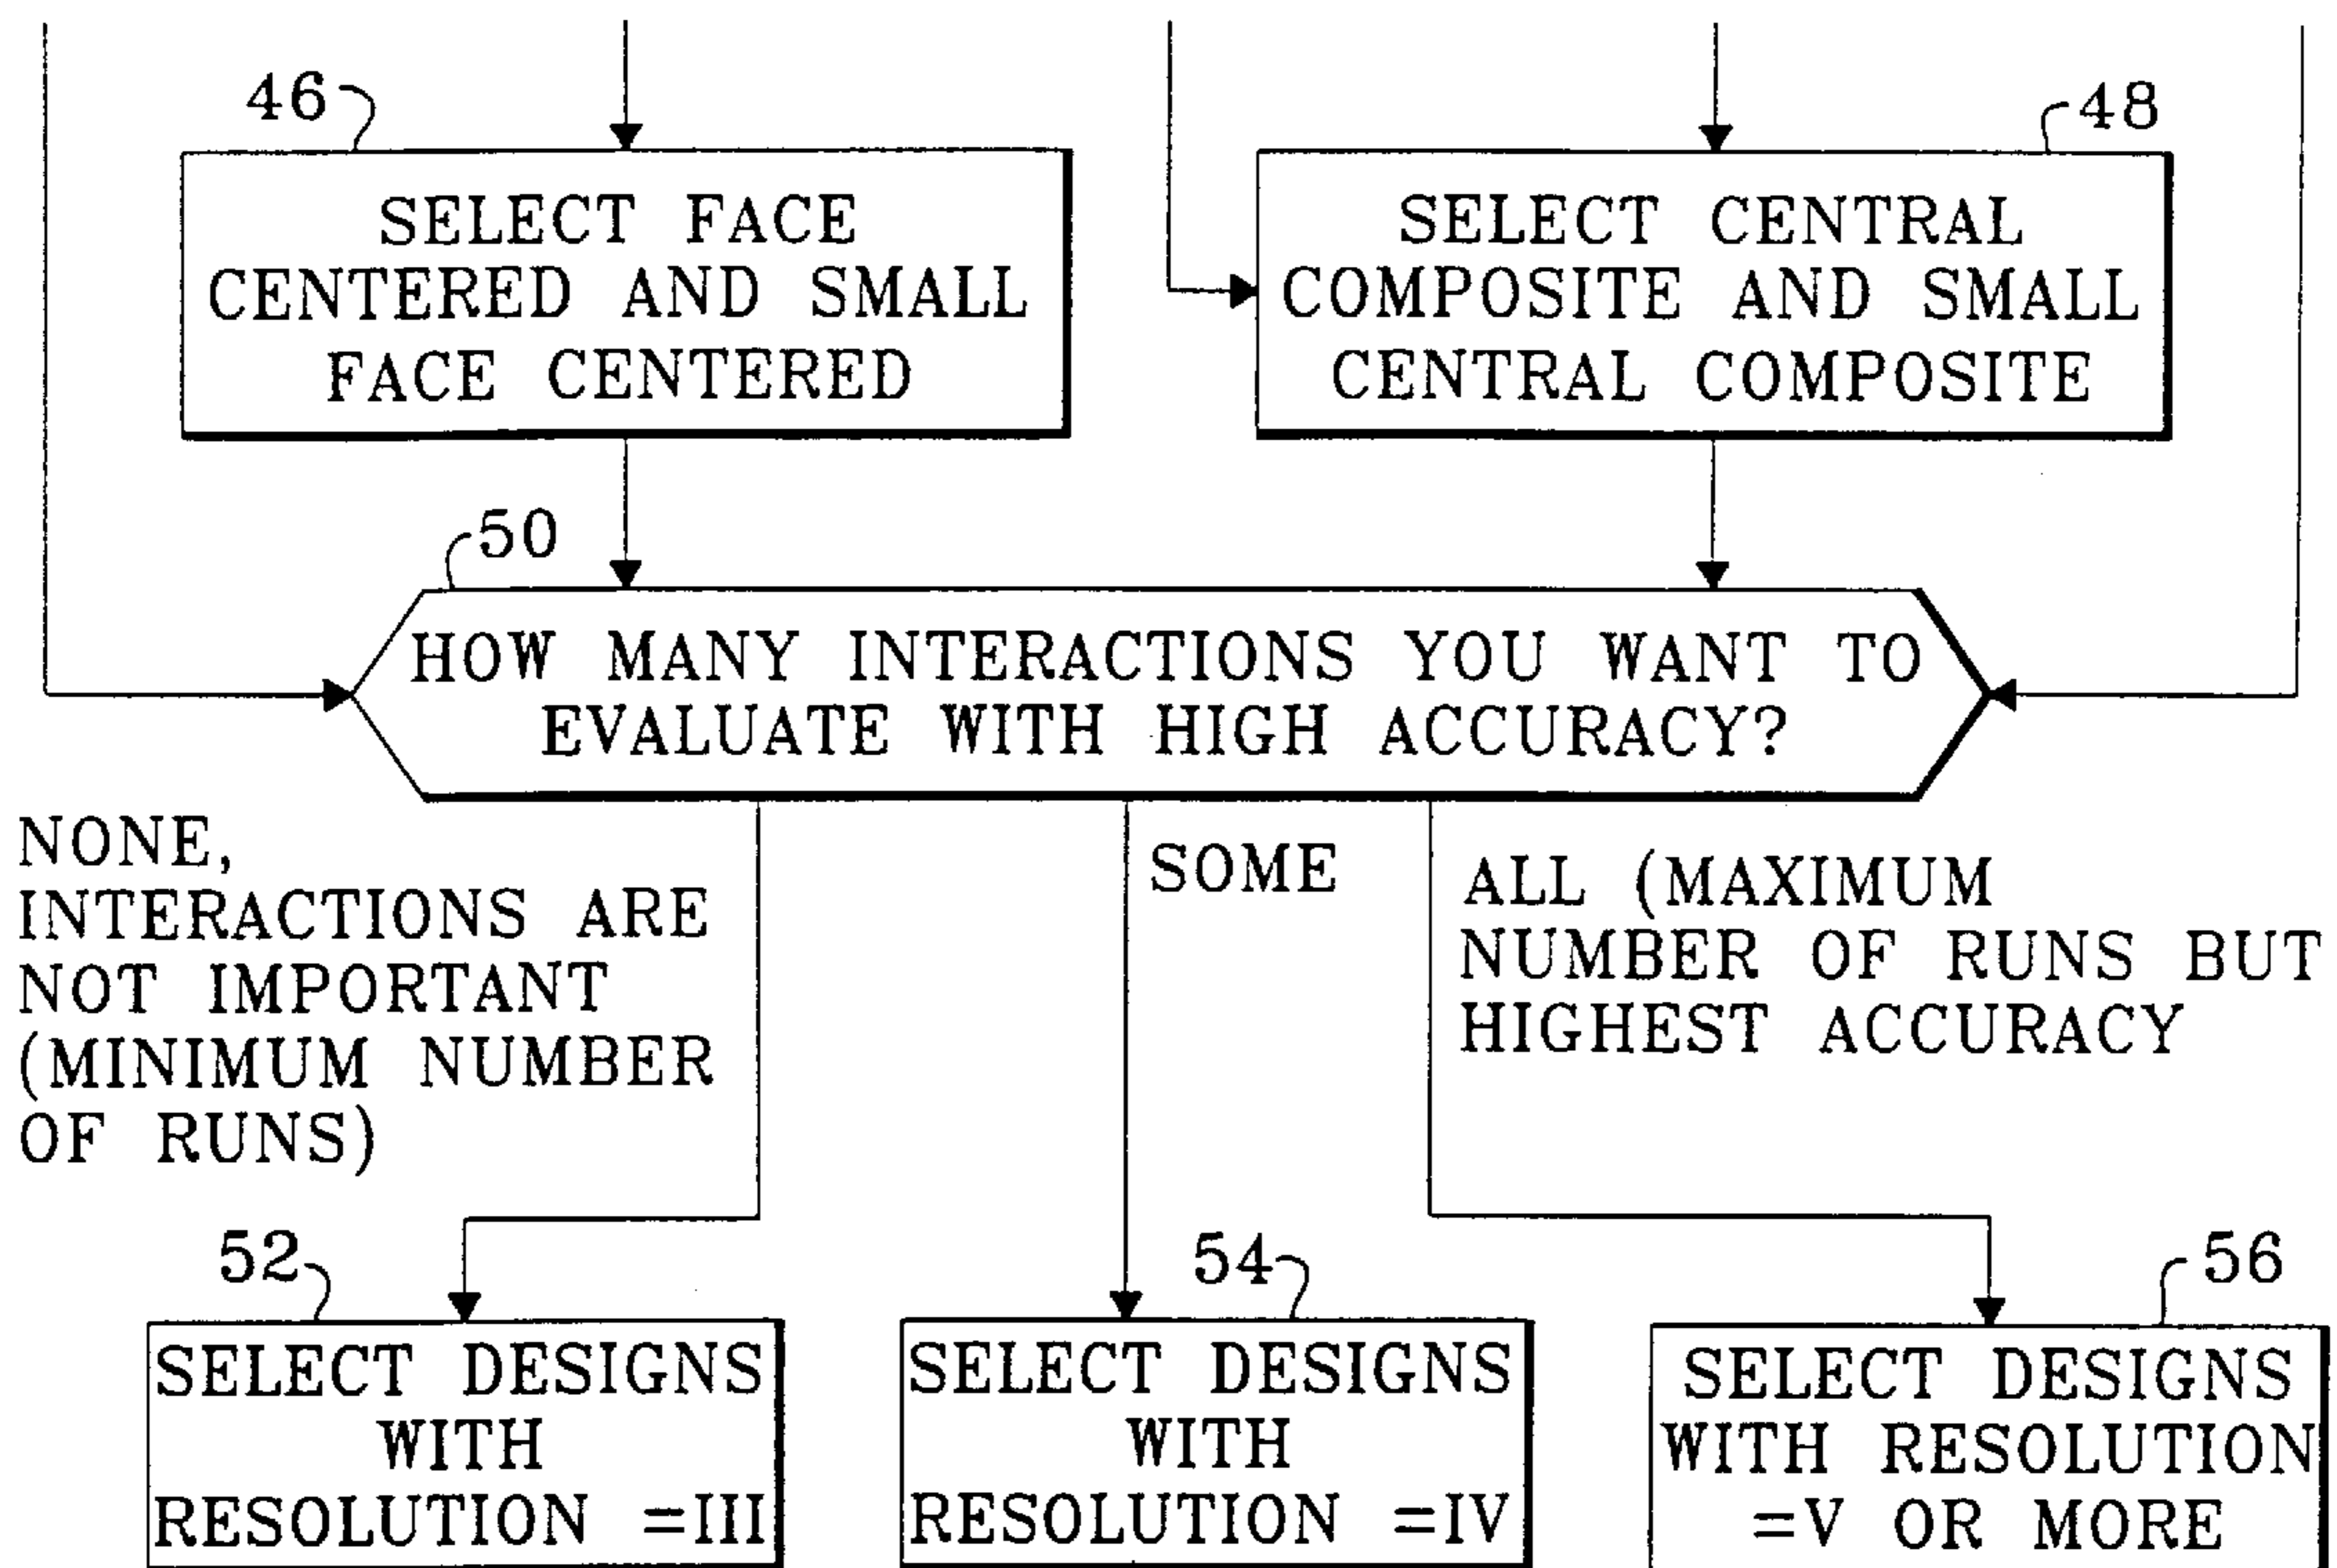 46
SELECT FACE
CENTERED AND SMALL
FACE CENTERED
48
SELECT CENTRAL
COMPOSITE AND SMALL
CENTRAL COMPOSITE
50
HOW MANY INTERACTIONS YOU WANT TO
EVALUATE WITH HIGH ACCURACY?
NONE,
INTERACTIONS ARE
NOT IMPORTANT
(MINIMUM NUMBER
OF RUNS)
SOME
ALL (MAXIMUM
NUMBER OF RUNS BUT
HIGHEST ACCURACY
52
SELECT DESIGNS
WITH
RESOLUTION =III
54
SELECT DESIGNS
WITH
RESOLUTION =IV
56
SELECT DESIGNS
WITH RESOLUTION
=V OR MORE